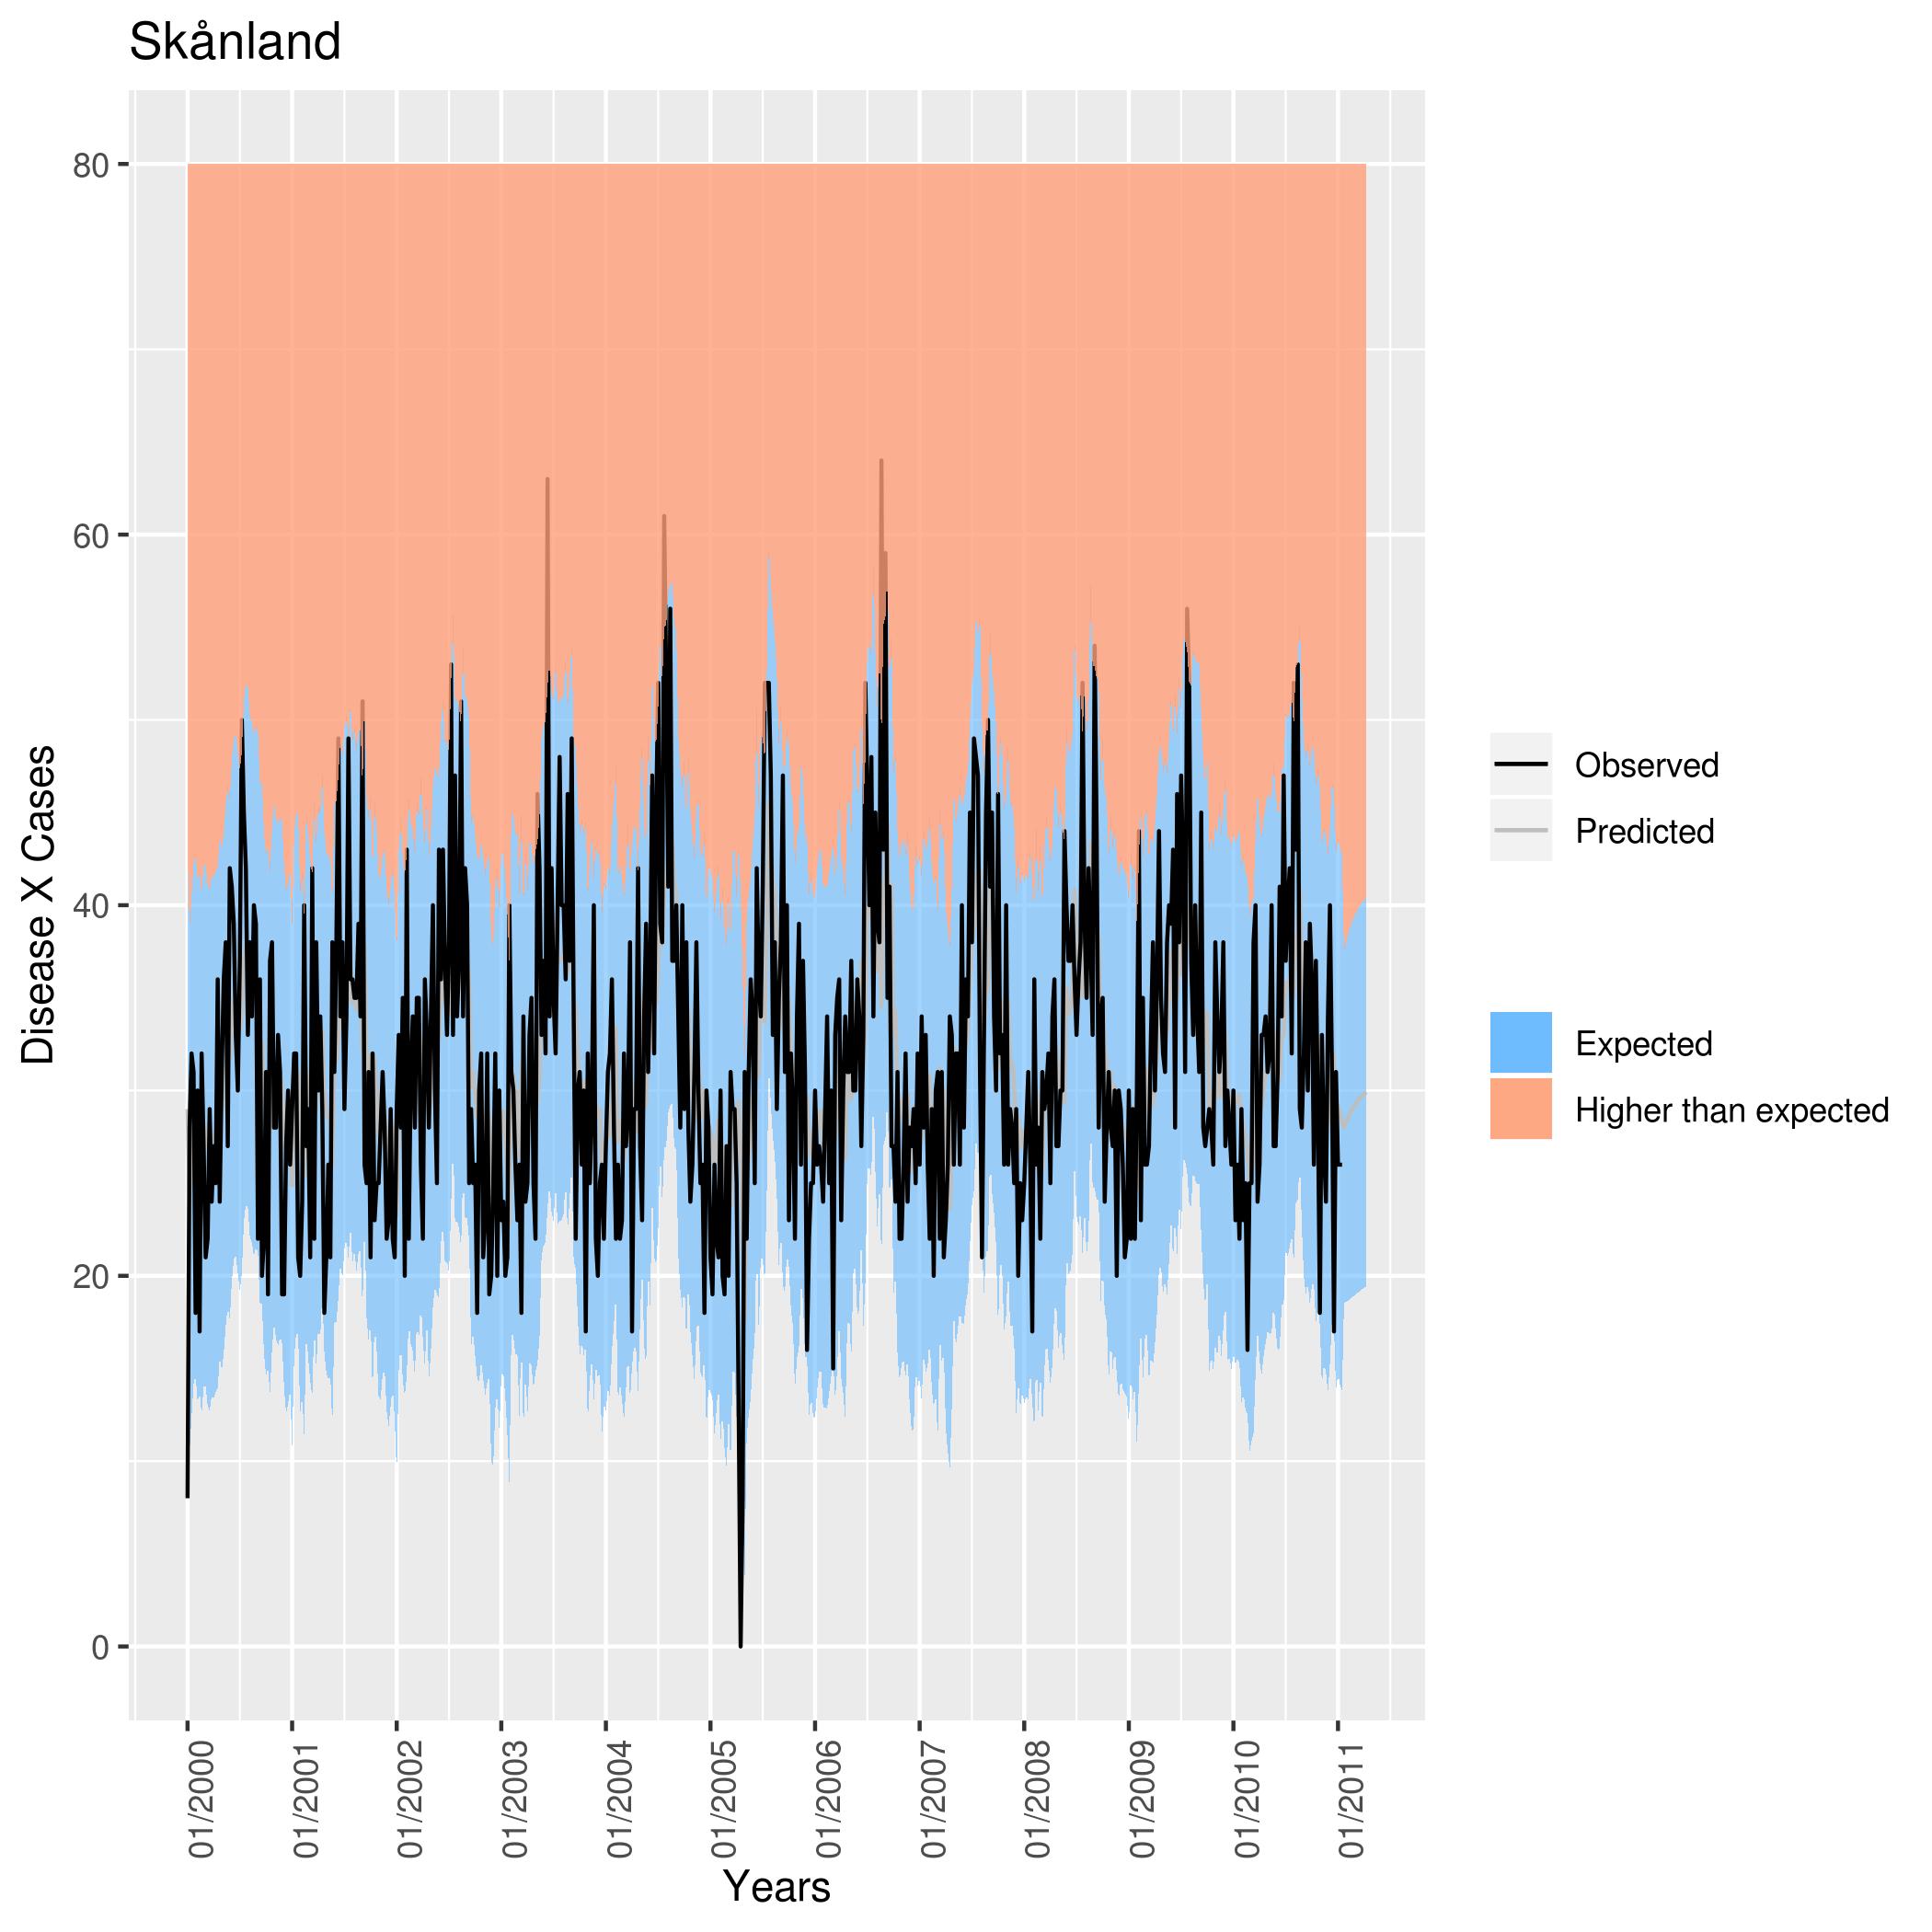 Skånland
80
60
40
20
0
Disease X Cases
01/2000
01/2001
01/2002
01/2003
01/2004
01/2005
01/2006
01/2007
01/2008
01/2009
01/2010
01/2011
Years
Observed
Predicted
Expected
Higher than expected